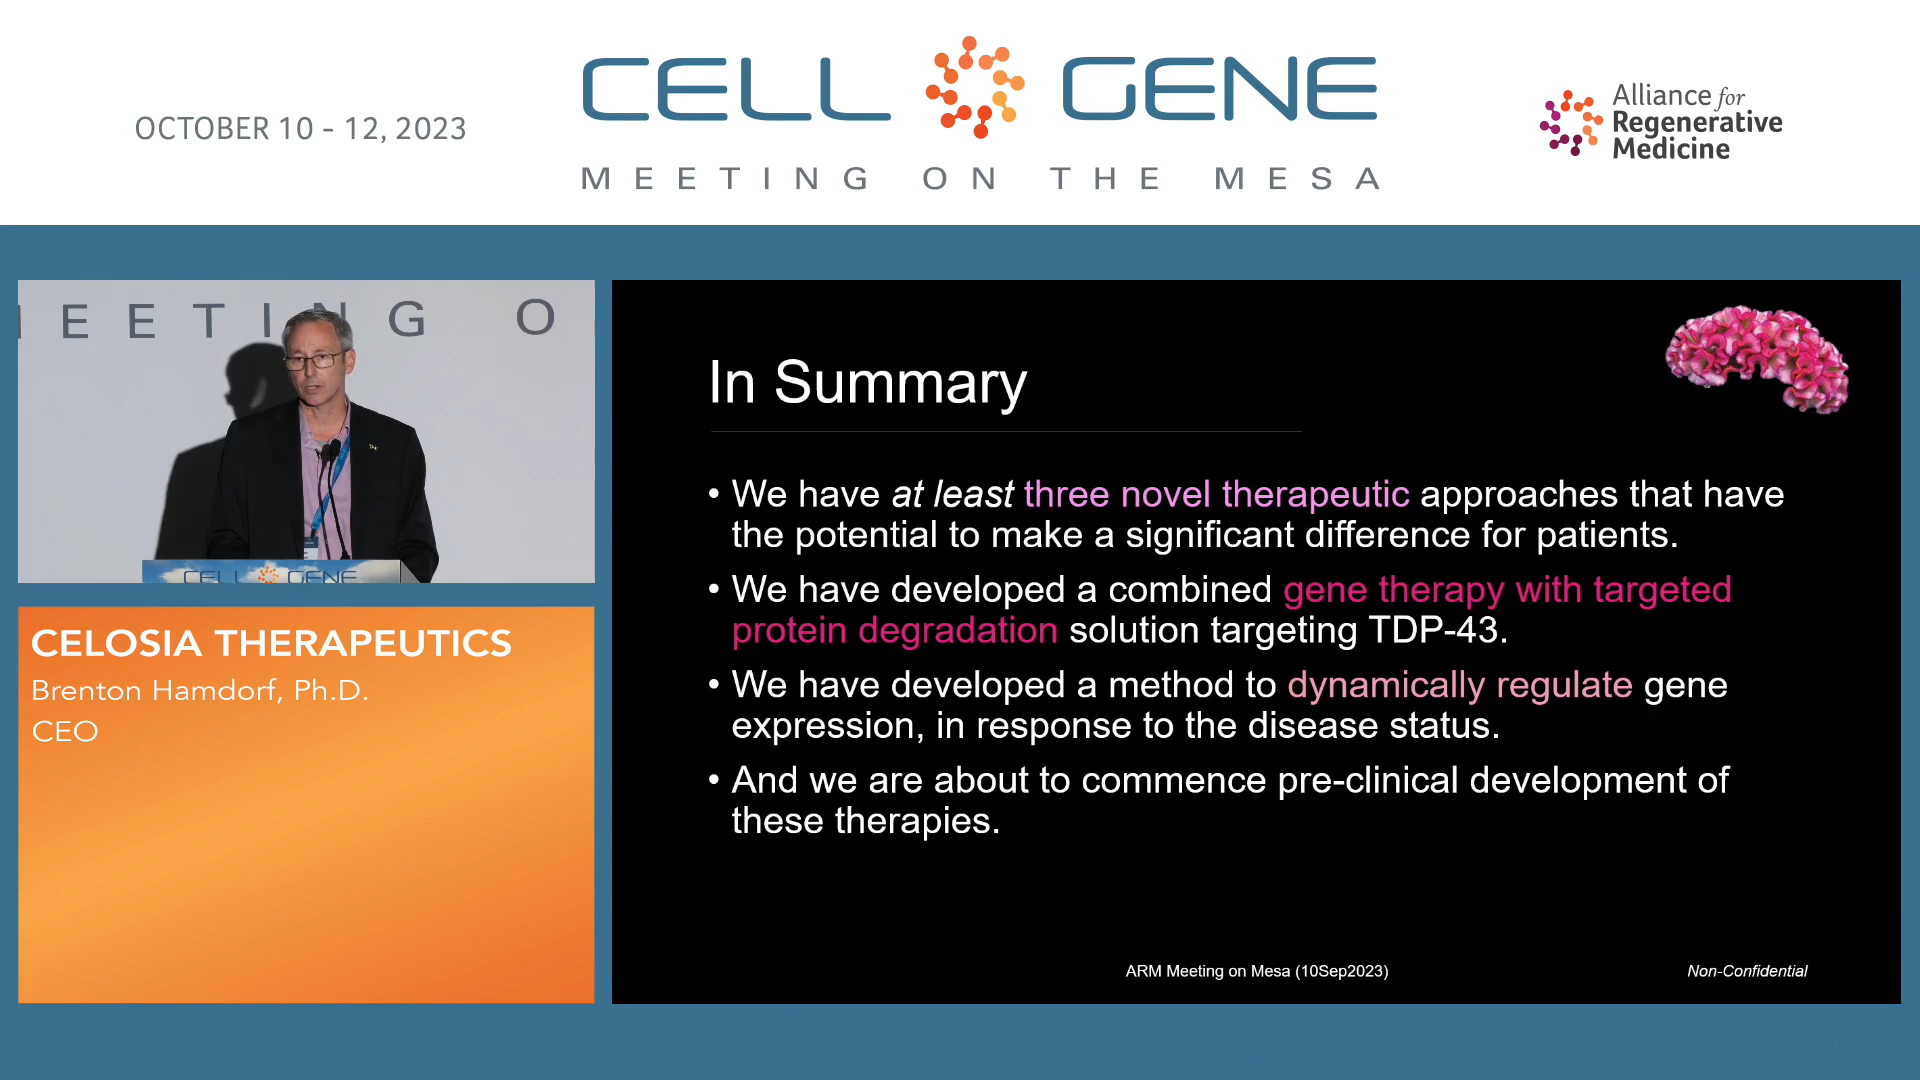 OCTOBER 10 - 12, 2023
CELL GENE
MEETING ON THE MESA
Alliance for
Regenerative
Medicine
EETING O
CELL GENE
CELOSIA THERAPEUTICS
Brenton Hamdorf, Ph.D.
CEO
In Summary
• We have at least three novel therapeutic approaches that have
the potential to make a significant difference for patients.
• We have developed a combined gene therapy with targeted
protein degradation solution targeting TDP-43.
• We have developed a method to dynamically regulate gene
expression, in response to the disease status.
• And we are about to commence pre-clinical development of
these therapies.
ARM Meeting on Mesa (10Sep2023)
Non-Confidential